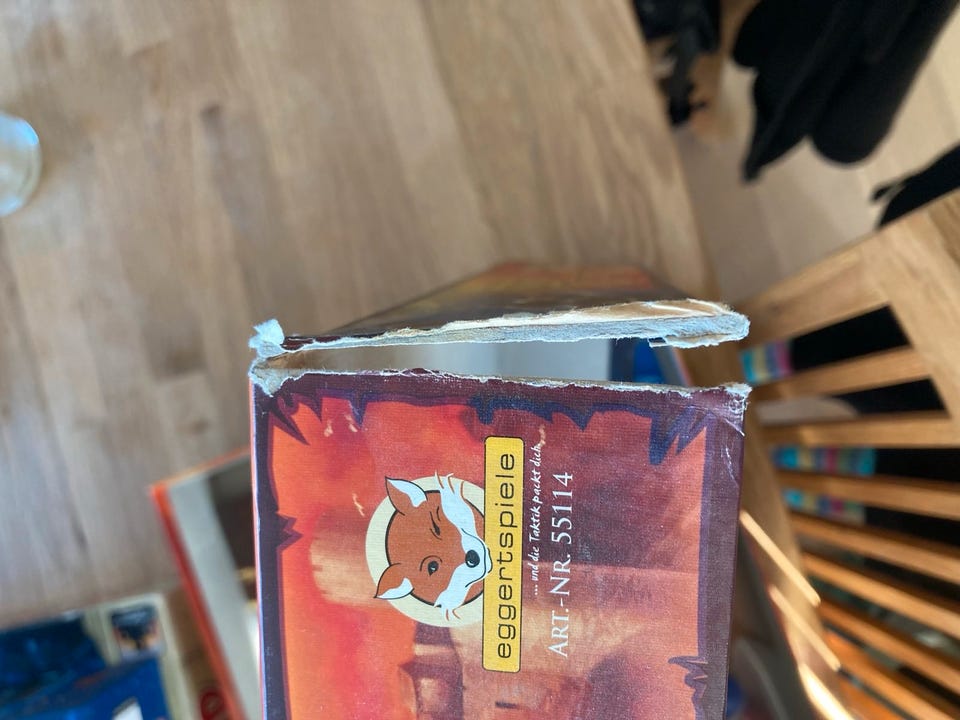 eggertspiele
... und die Taktik packt dich...
ART.-NR. 55114